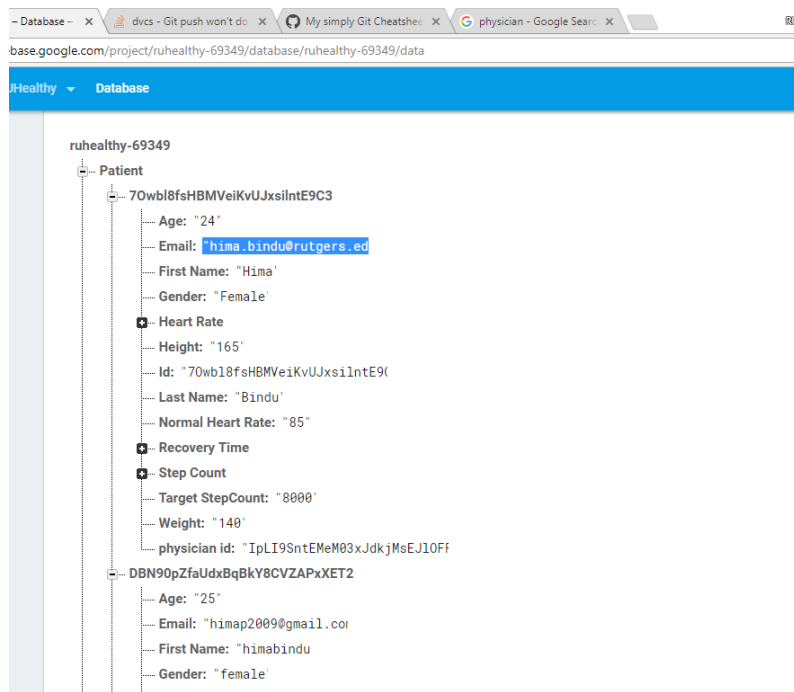 – Database – × dvcs - Git push won't do × My simply Git Cheatshee × physician - Google Searc ×
base.google.com/project/ruhealthy-69349/database/ruhealthy-69349/data
JHealthy Database
ruhealthy-69349
Patient
7Owbl8fsHBMVeiKvUJxsilntE9C3
Age: "24"
Email: "hima.bindu@rutgers.ed
First Name: "Hima'
Gender: "Female'
Heart Rate
Height: "165'
Id: "7Owbl8fsHBMVeiKvUJxsilntE9(
Last Name: "Bindu'
Normal Heart Rate: "85"
Recovery Time
Step Count
Target StepCount: "8000'
Weight: "140'
physician id: "IpLI9SntEMeM03xJdkjMsEJlOFF
DBN90pZfaUdxBqBkY8CVZAPxXET2
Age: "25"
Email: "himap2009@gmail.con
First Name: "himabindu
Gender: "female'